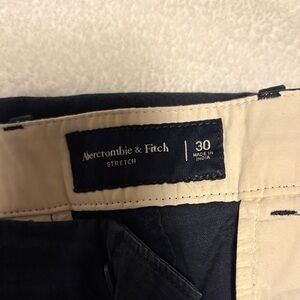 Abercrombie & Fitch
STRETCH
30
MADE IN
INDIA